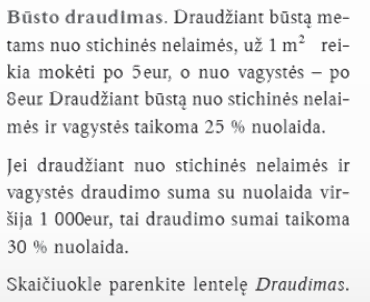 Būsto draudimas. Draudžiant būstą me-
tams nuo stichinės nelaimės, už 1 m² rei-
kia mokėti po 5eur, o nuo vagystės – po
8eur. Draudžiant būstą nuo stichinės nelai-
mės ir vagystės taikoma 25 % nuolaida.
Jei draudžiant nuo stichinės nelaimės ir
vagystės draudimo suma su nuolaida vir-
šija 1 000eur, tai draudimo sumai taikoma
30 % nuolaida.
Skaičiuokle parenkite lentelę Draudimas.